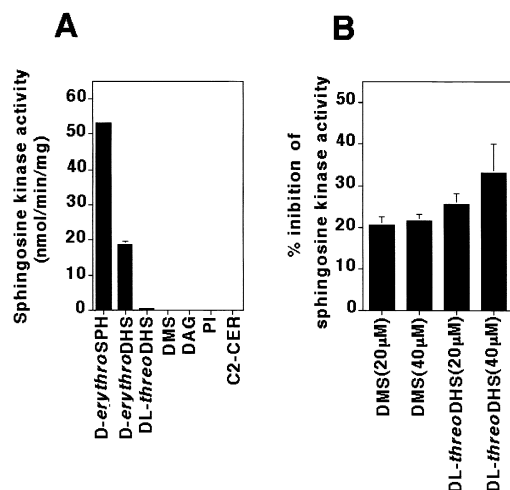 A
Sphingosine kinase activity
(nmol/min/mg)
60
50
40
30
20
10
0
D-erythroSPH
D-erythroDHS
DL-threoDHS
DMS
DAG
PI
C2-CER
B
% inibition of
sphingosine kinase activity
50
40
30
20
10
0
DMS(20µM)
DMS(40µM)
DL-threoDHS(20µM)
DL-threoDHS(40µM)